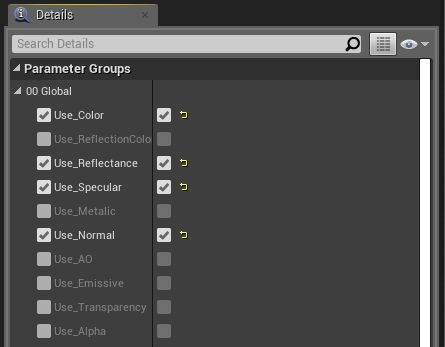 Details
Search Details
Parameter Groups
00 Global
Use_Color
Use_ReflectionColo
Use_Reflectance
Use_Specular
Use_Metalic
Use_Normal
Use_AO
Use_Emissive
Use_Transparency
Use_Alpha